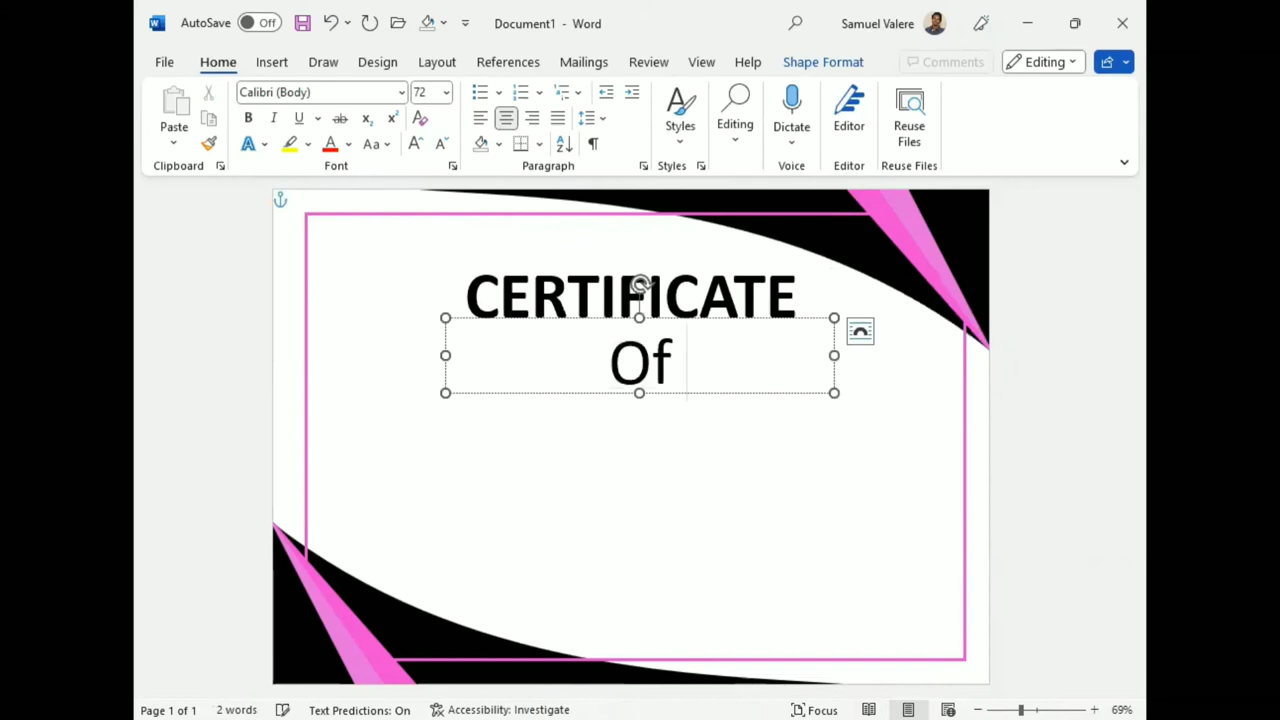 AutoSave Off Document1 - Word Samuel Valere
File Home Insert Draw Design Layout References Mailings Review View Help Shape Format Comments Editing
Calibri (Body) 72
B I U ab x₂ x² A
A A Aa A A
Paste Styles Editing Dictate Editor Reuse Files
Clipboard Font Paragraph Styles Voice Editor Reuse Files
CERTIFICATE
Of
Page 1 of 1 2 words Text Predictions: On Accessibility: Investigate Focus 69%